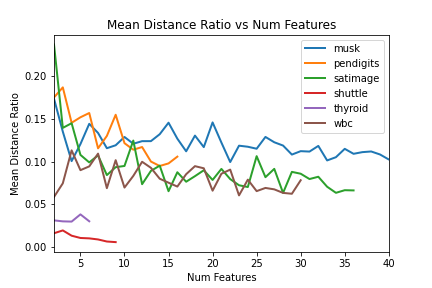 Mean Distance Ratio vs Num Features
Mean Distance Ratio
0.20
0.15
0.10
0.05
0.00
musk
pendigits
satimage
shuttle
thyroid
wbc
5 10 15 20 25 30 35 40
Num Features